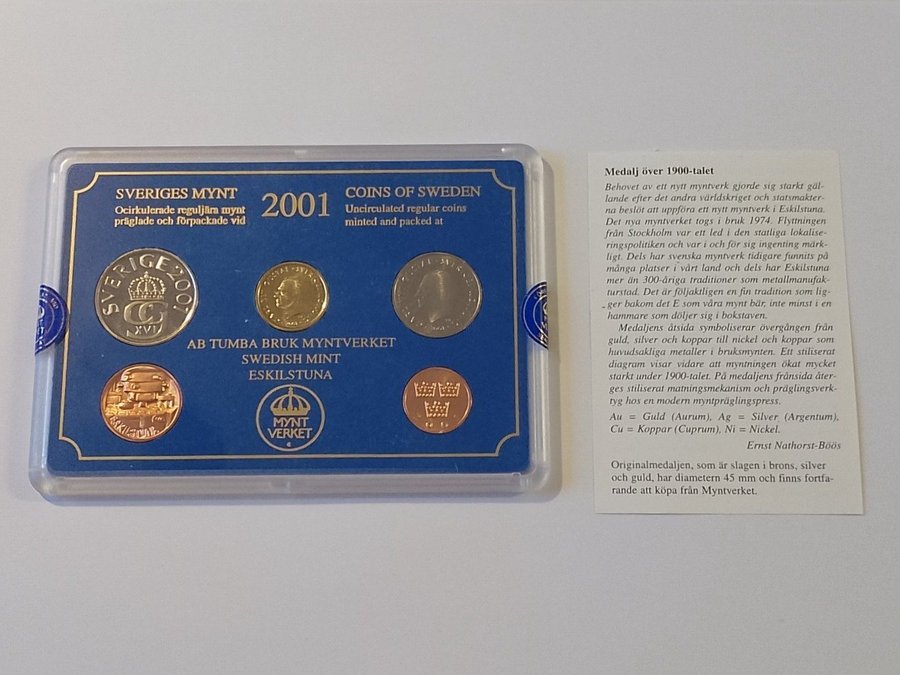 SVERIGES MYNT
Ocirkulerade reguljära mynt
präglade och förpackade vid
2001
COINS OF SWEDEN
Uncirculated regular coins
minted and packed at
SVERIGE 2001
CG
XVI
AB TUMBA BRUK MYNTVERKET
SWEDISH MINT
ESKILSTUNA
ESKILSTUNA
MYNT
VERKET
Medalj över 1900-talet
Behovet av ett nytt myntverk gjorde sig starkt gäl-
lande efter det andra världskriget och statsmakter-
na beslöt att uppföra ett nytt myntverk i Eskilstuna.
Det nya myntverket togs i bruk 1974. Flyttningen
från Stockholm var ett led i den statliga lokalise-
ringspolitiken och var i och för sig ingenting märk-
ligt. Dels har svenska myntverk tidigare funnits på
många platser i vårt land och dels har Eskilstuna
mer än 300-åriga traditioner som metallmanufak-
turstad. Det är följaktligen en fin tradition som lig-
ger bakom det E som våra mynt bär, inte minst i en
hammare som döljer sig i bokstaven.
Medaljens åtsida symboliserar övergången från
guld, silver och koppar till nickel och koppar som
huvudsakliga metaller i bruksmynten. Ett stiliserat
diagram visar vidare att myntningen ökat mycket
starkt under 1900-talet. På medaljens frånsida åter-
ges stiliserat matningsmekanism och präglingsverk-
tyg hos en modern myntpräglingspress.
Au = Guld (Aurum), Ag = Silver (Argentum),
Cu = Koppar (Cuprum), Ni = Nickel.
Ernst Nathorst-Böös
Originalmedaljen, som är slagen i brons, silver
och guld, har diametern 45 mm och finns fortfa-
rande att köpa från Myntverket.